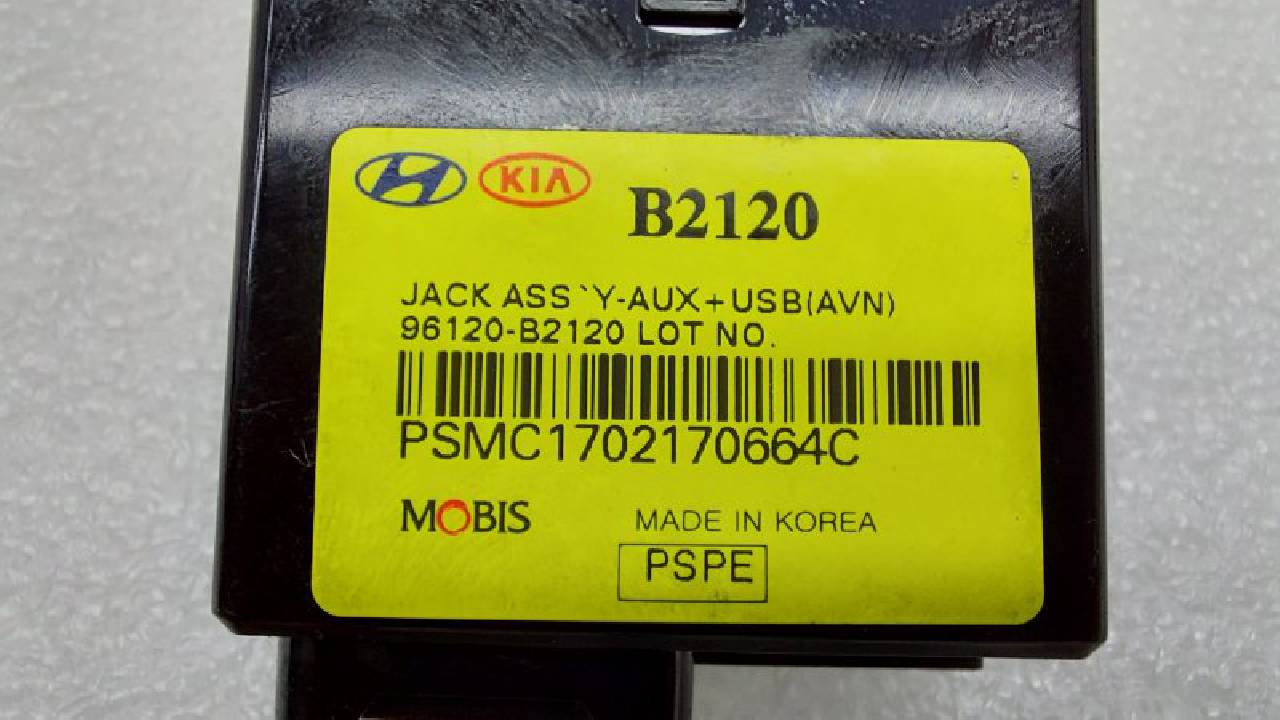 KIA
B2120
JACK ASS`Y-AUX+USB(AVN)
96120-B2120 LOT NO.
PSMC1702170664C
MOBIS
MADE IN KOREA
PSPE